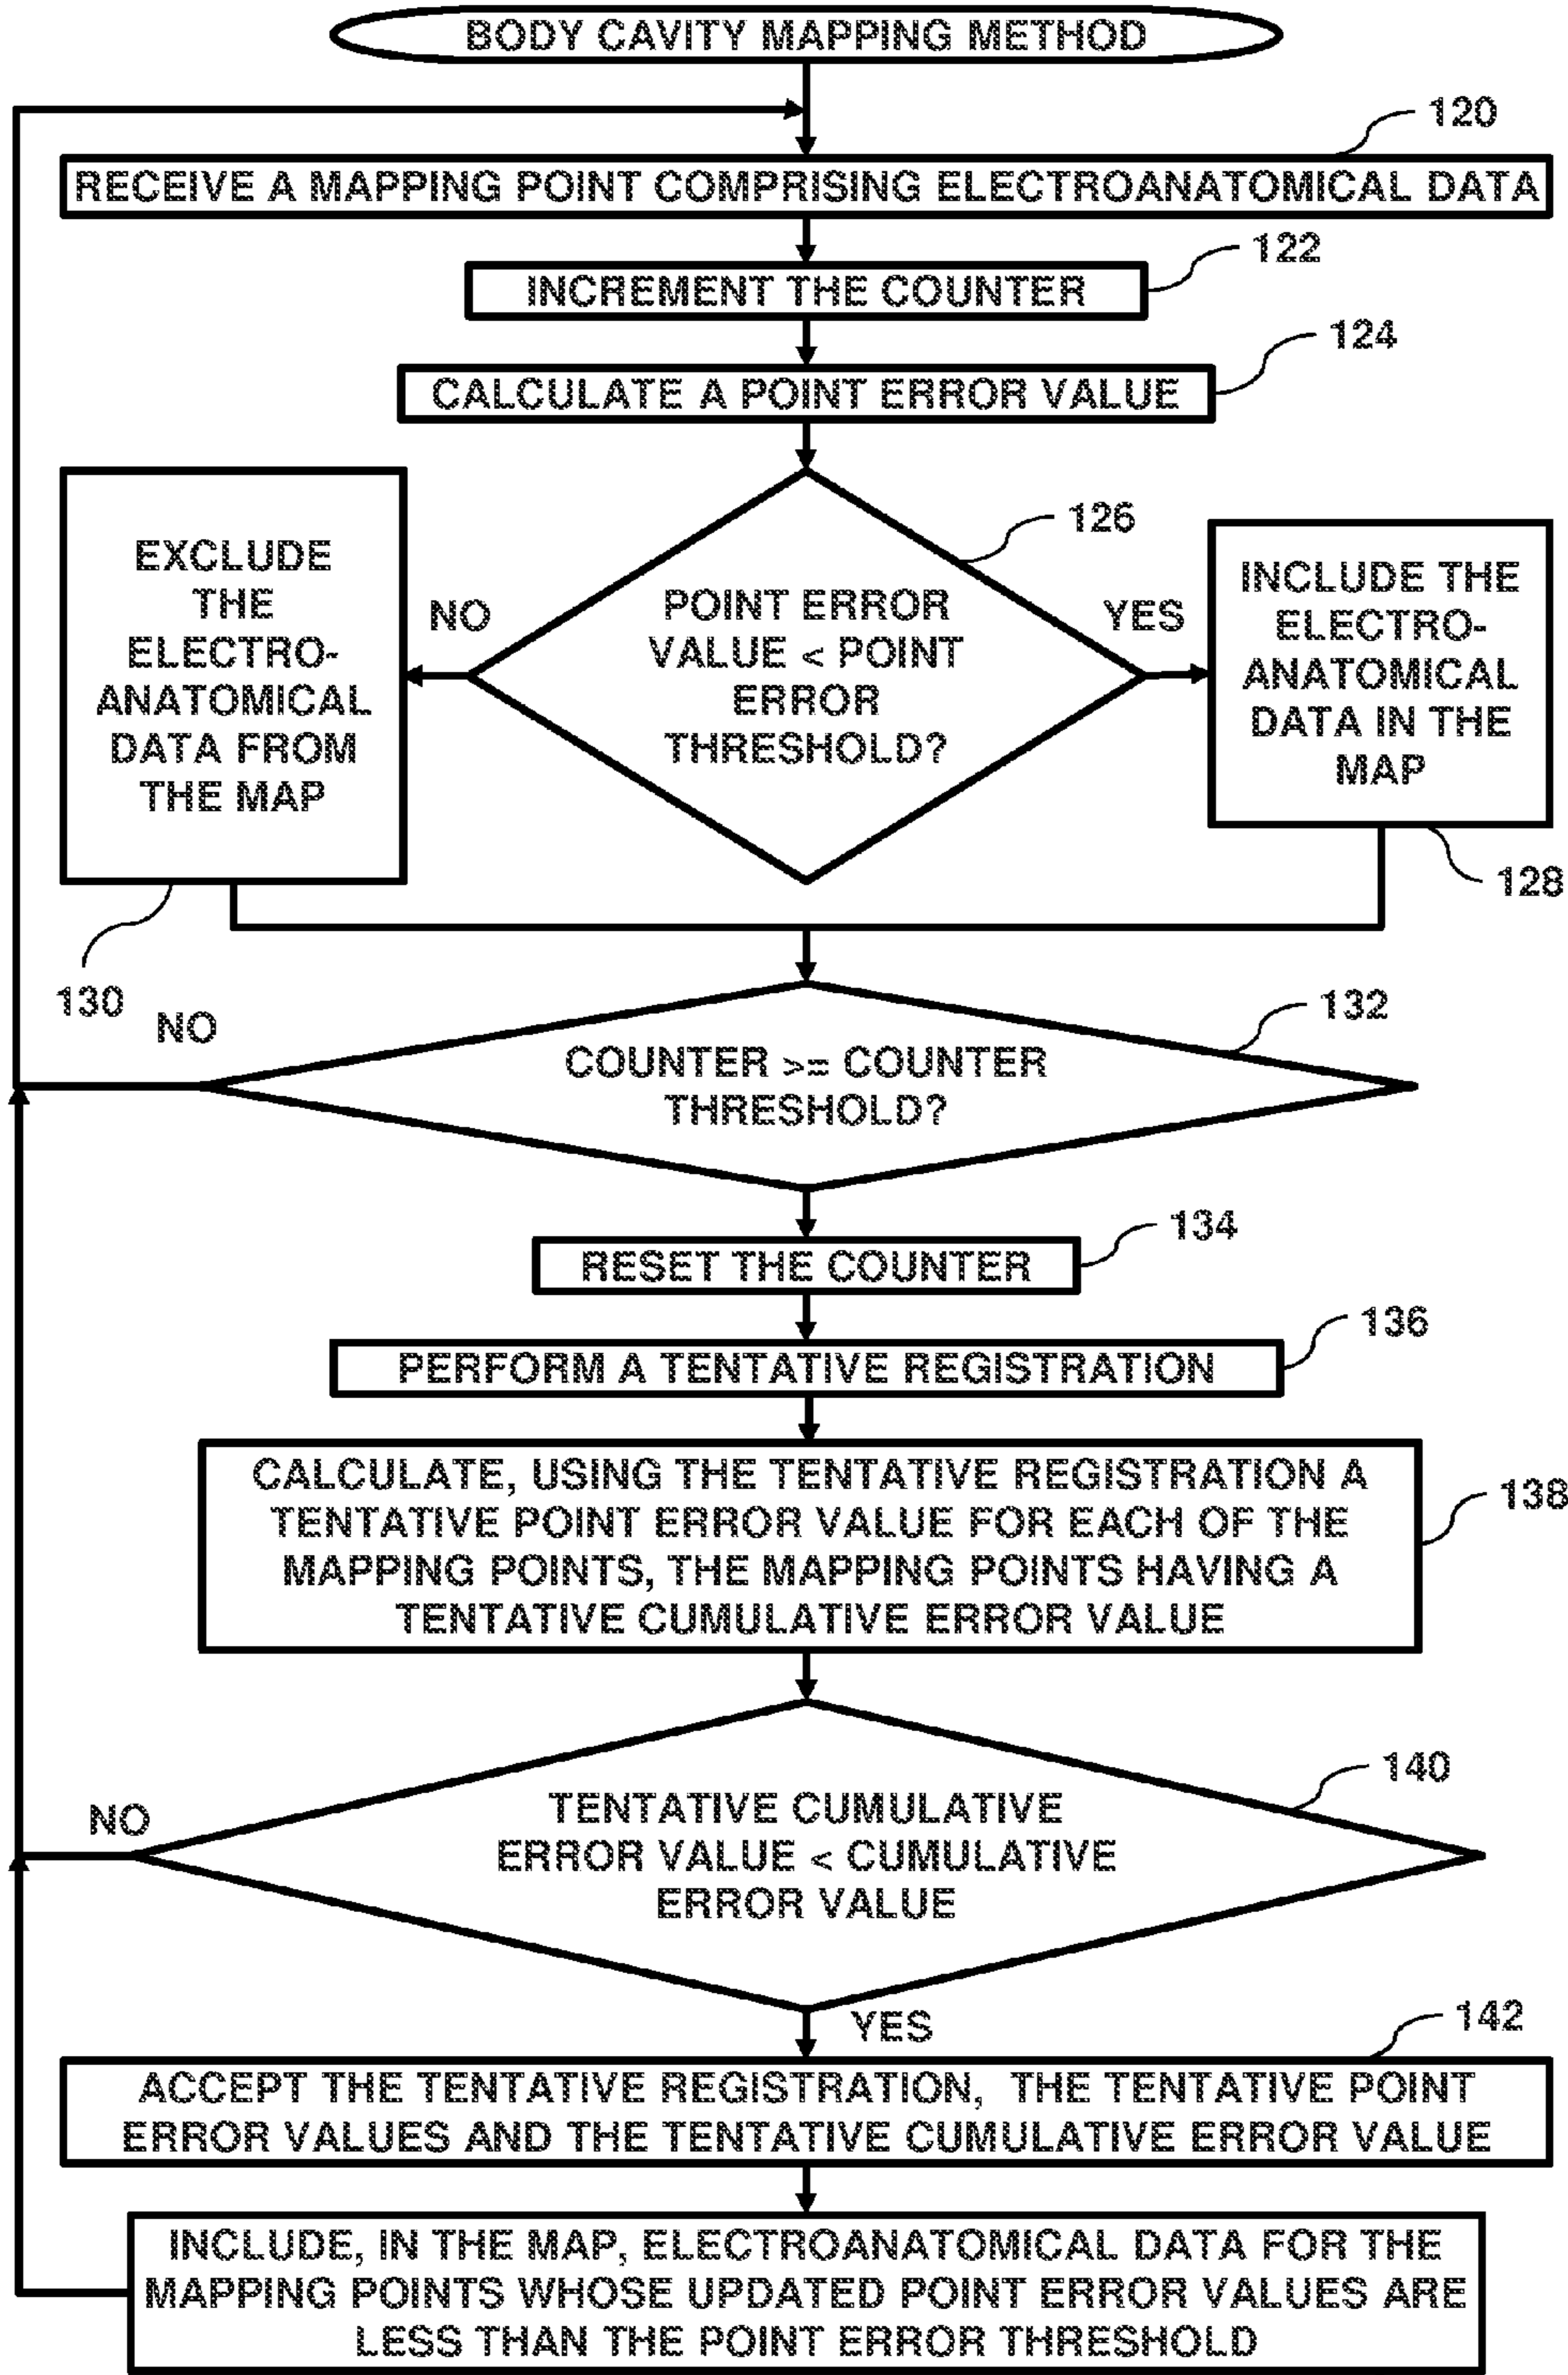 BODY CAVITY MAPPING METHOD
120
RECEIVE A MAPPING POINT COMPRISING ELECTROANATOMICAL DATA
122
INCREMENT THE COUNTER
124
CALCULATE A POINT ERROR VALUE
126
EXCLUDE
THE
ELECTRO-
ANATOMICAL
DATA FROM
THE MAP
NO
POINT ERROR
VALUE < POINT
ERROR
THRESHOLD?
YES
INCLUDE THE
ELECTRO-
ANATOMICAL
DATA IN THE
MAP
128
130
NO
132
COUNTER >= COUNTER
THRESHOLD?
134
RESET THE COUNTER
136
PERFORM A TENTATIVE REGISTRATION
138
CALCULATE, USING THE TENTATIVE REGISTRATION A
TENTATIVE POINT ERROR VALUE FOR EACH OF THE
MAPPING POINTS, THE MAPPING POINTS HAVING A
TENTATIVE CUMULATIVE ERROR VALUE
140
NO
TENTATIVE CUMULATIVE
ERROR VALUE < CUMULATIVE
ERROR VALUE
YES
142
ACCEPT THE TENTATIVE REGISTRATION, THE TENTATIVE POINT
ERROR VALUES AND THE TENTATIVE CUMULATIVE ERROR VALUE
INCLUDE, IN THE MAP, ELECTROANATOMICAL DATA FOR THE
MAPPING POINTS WHOSE UPDATED POINT ERROR VALUES ARE
LESS THAN THE POINT ERROR THRESHOLD